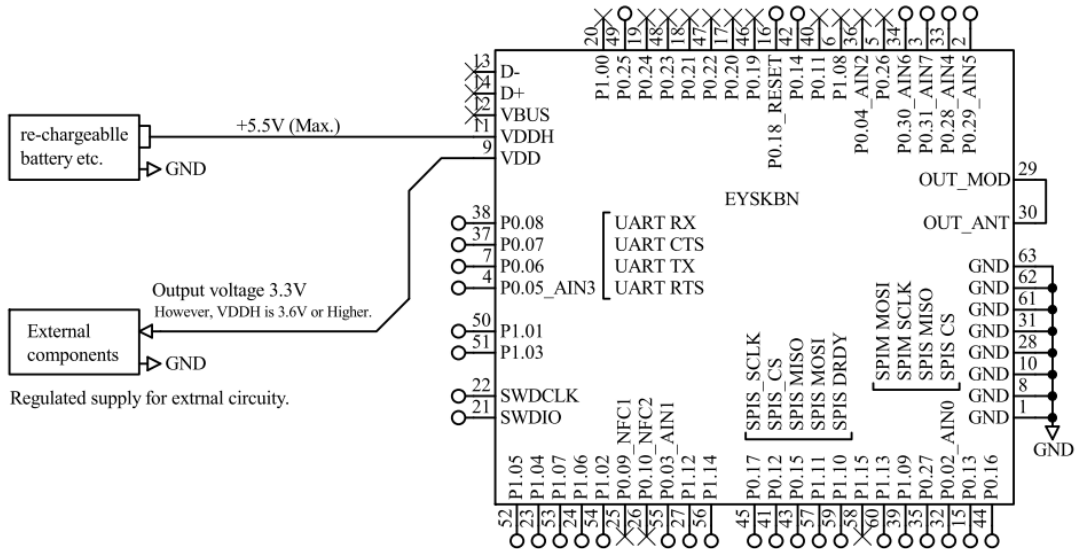 20
49
19
48
18
47
17
46
16
42
40
6
36
5
34
3
33
2
P1.00
P0.25
P0.24
P0.23
P0.21
P0.22
P0.20
P0.19
P0.18_RESET
P0.14
P0.11
P1.08
P0.04_AIN2
P0.26
P0.30_AIN6
P0.31_AIN7
P0.28_AIN4
P0.29_AIN5
13 D-
14 D+
12 VBUS
11 VDDH
9 VDD
re-chargeablle
battery etc.
+5.5V (Max.)
GND
EYSKBN
OUT_MOD 29
OUT_ANT 30
38 P0.08 UART RX
37 P0.07 UART CTS
7 P0.06 UART TX
4 P0.05_AIN3 UART RTS
50 P1.01
51 P1.03
22 SWDCLK
21 SWDIO
Output voltage 3.3V
However, VDDH is 3.6V or Higher.
External
components
GND
Regulated supply for extrnal circuity.
GND 63
GND 62
GND 61
GND 31
GND 28
GND 10
GND 8
GND 1
GND
SPIM MOSI
SPIM SCLK
SPIS MISO
SPIS CS
SPIS_SCLK
SPIS_CS
SPIS MISO
SPIS MOSI
SPIS DRDY
P1.05
P1.04
P1.07
P1.06
P1.02
P0.09_NFC1
P0.10_NFC2
P0.03_AIN1
P1.12
P1.14
P0.17
P0.12
P0.15
P1.11
P1.10
P1.15
P1.13
P1.09
P0.27
P0.02_AIN0
P0.13
P0.16
52
23
53
24
54
25
26
55
27
56
45
41
43
57
59
58
60
39
35
32
15
44